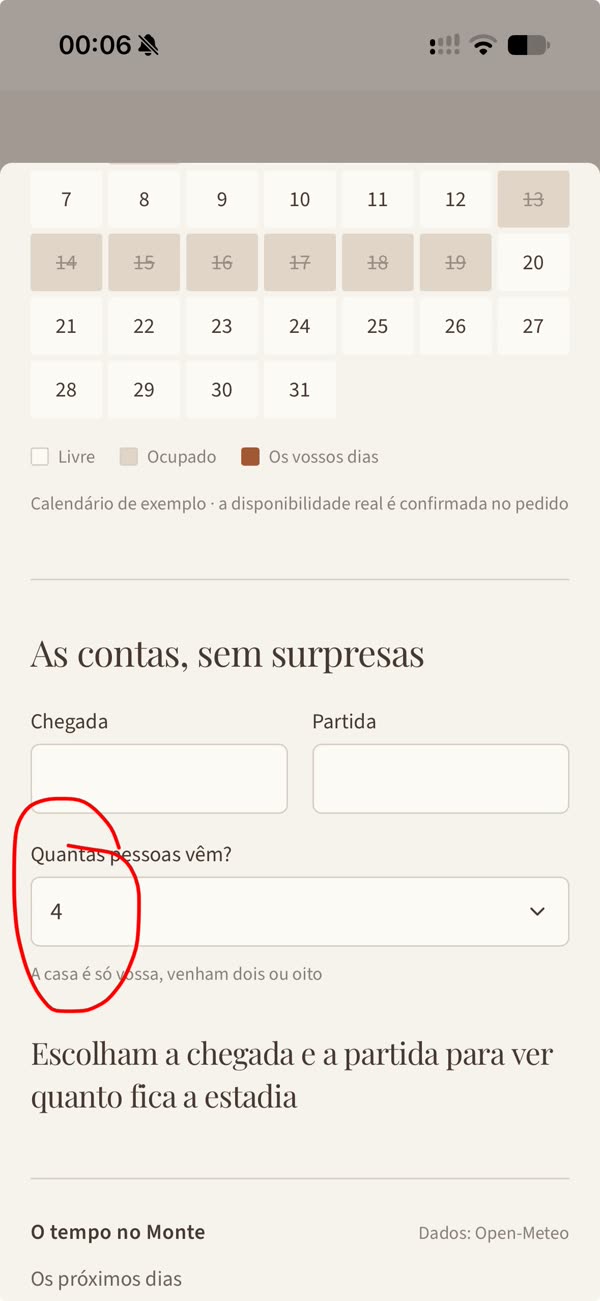 00:06
7 8 9 10 11 12 13
14 15 16 17 18 19 20
21 22 23 24 25 26 27
28 29 30 31
Livre Ocupado Os vossos dias
Calendário de exemplo · a disponibilidade real é confirmada no pedido
As contas, sem surpresas
Chegada Partida
Quantas pessoas vêm?
4
A casa é só vossa, venham dois ou oito
Escolham a chegada e a partida para ver
quanto fica a estadia
O tempo no Monte Dados: Open-Meteo
Os próximos dias